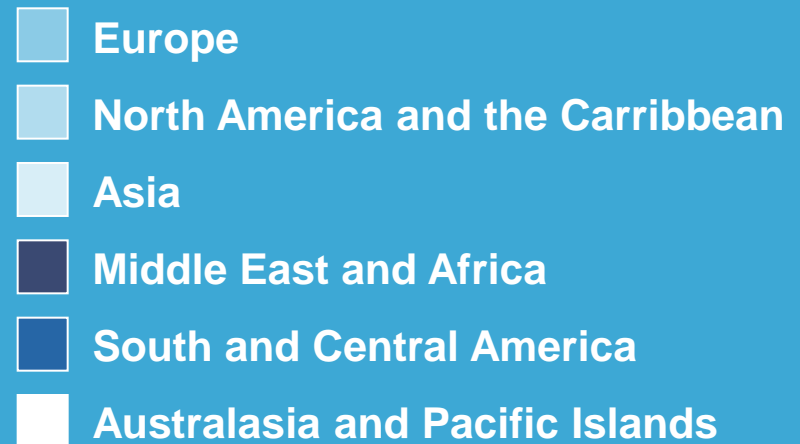 Europe
North America and the Carribbean
Asia
Middle East and Africa
South and Central America
Australasia and Pacific Islands